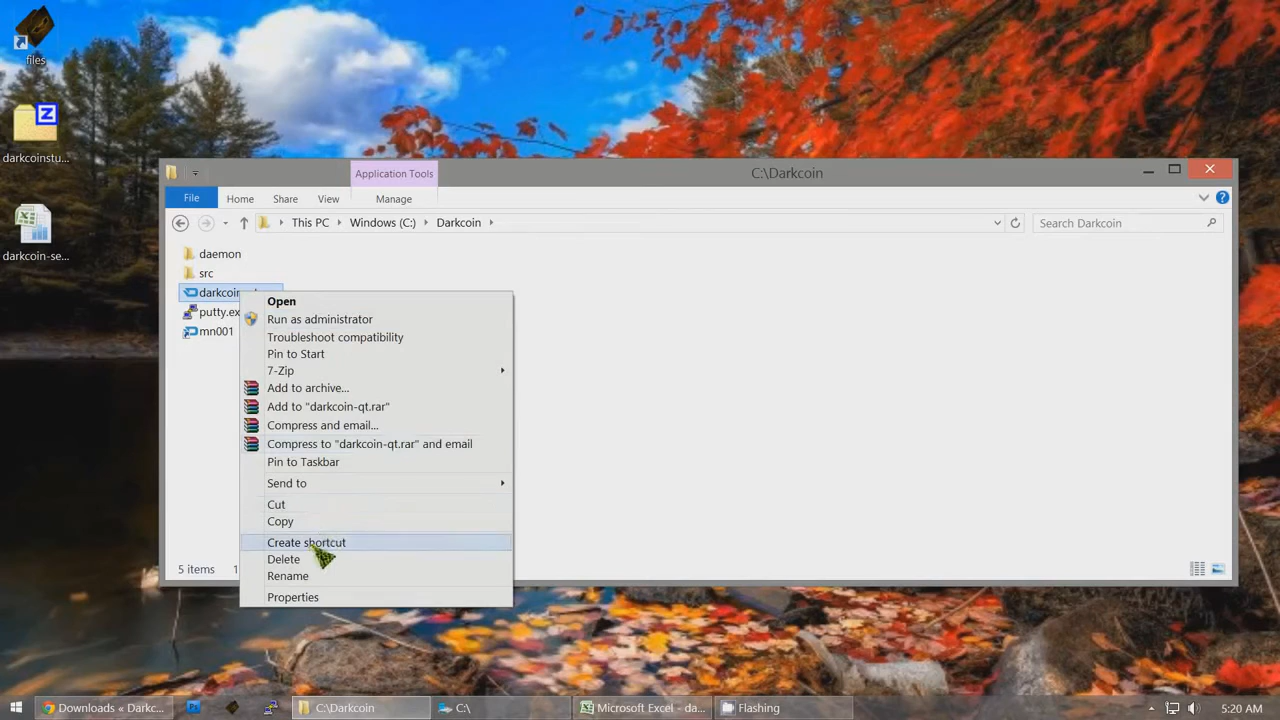 files
darkcoinstu...
darkcoin-se...
Application Tools
C:\Darkcoin
File
Home
Share
View
Manage
This PC
Windows (C:)
Darkcoin
Search Darkcoin
daemon
src
mn001
Open
Run as administrator
Troubleshoot compatibility
Pin to Start
7-Zip
Add to archive...
Add to "darkcoin-qt.rar"
Compress and email...
Compress to "darkcoin-qt.rar" and email
Pin to Taskbar
Send to
Cut
Copy
Create shortcut
Delete
Rename
Properties
5 items
1
Downloads « Darkc...
C:\Darkcoin
C:\
Microsoft Excel - da...
Flashing
5:20 AM